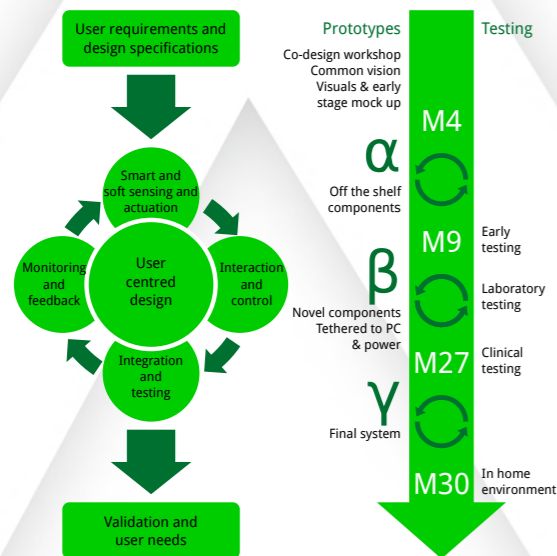 User requirements and
design specifications
Smart and
soft sensing and
actuation
Monitoring
and
feedback
User
centred
design
Interaction
and
control
Integration
and
testing
Validation and
user needs
Prototypes
Testing
Co-design workshop
Common vision
Visuals & early
stage mock up
M4
α
Off the shelf
components
M9
Early
testing
β
Novel components
Tethered to PC
& power
Laboratory
testing
M27
Clinical
testing
γ
Final system
M30
In home
environment